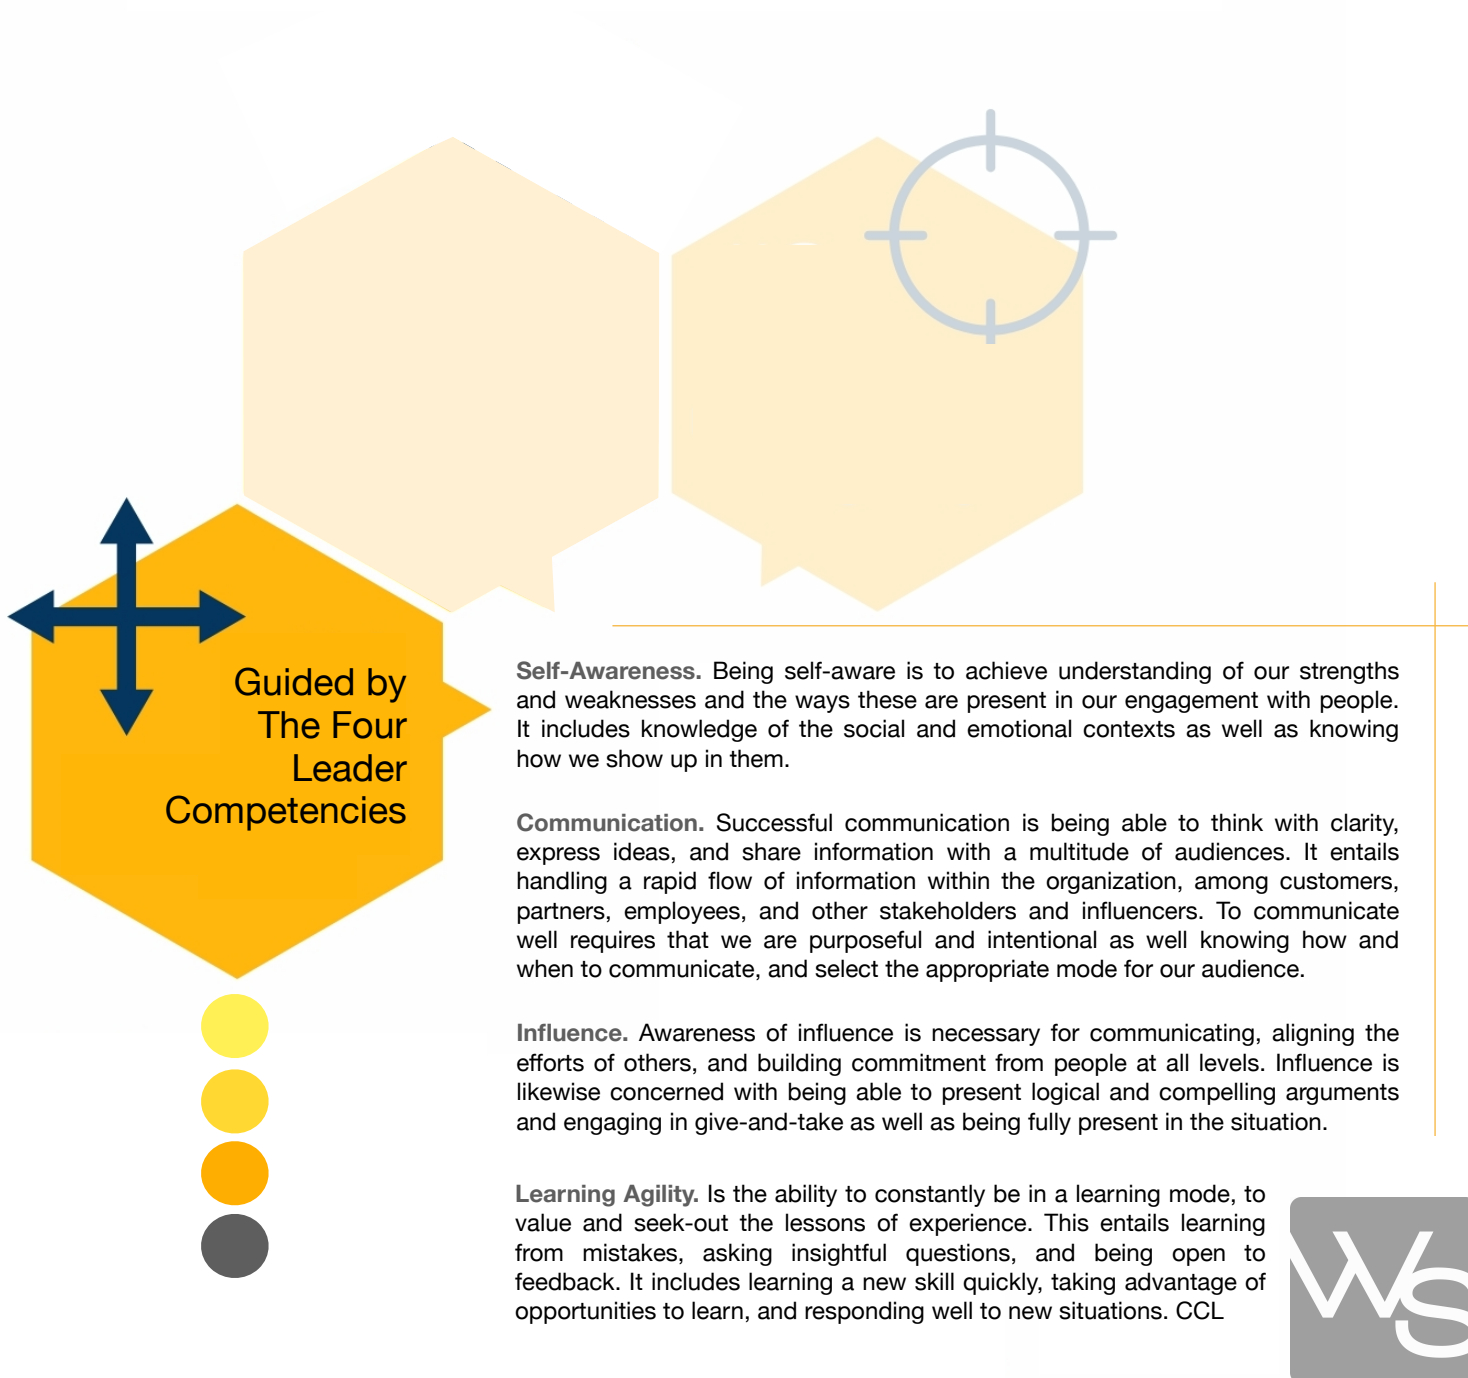 Guided by
The Four
Leader
Competencies
Self-Awareness. Being self-aware is to achieve understanding of our strengths
and weaknesses and the ways these are present in our engagement with people.
It includes knowledge of the social and emotional contexts as well as knowing
how we show up in them.
Communication. Successful communication is being able to think with clarity,
express ideas, and share information with a multitude of audiences. It entails
handling a rapid flow of information within the organization, among customers,
partners, employees, and other stakeholders and influencers. To communicate
well requires that we are purposeful and intentional as well knowing how and
when to communicate, and select the appropriate mode for our audience.
Influence. Awareness of influence is necessary for communicating, aligning the
efforts of others, and building commitment from people at all levels. Influence is
likewise concerned with being able to present logical and compelling arguments
and engaging in give-and-take as well as being fully present in the situation.
Learning Agility. Is the ability to constantly be in a learning mode, to
value and seek-out the lessons of experience. This entails learning
from mistakes, asking insightful questions, and being open to
feedback. It includes learning a new skill quickly, taking advantage of
opportunities to learn, and responding well to new situations. CCL
WS